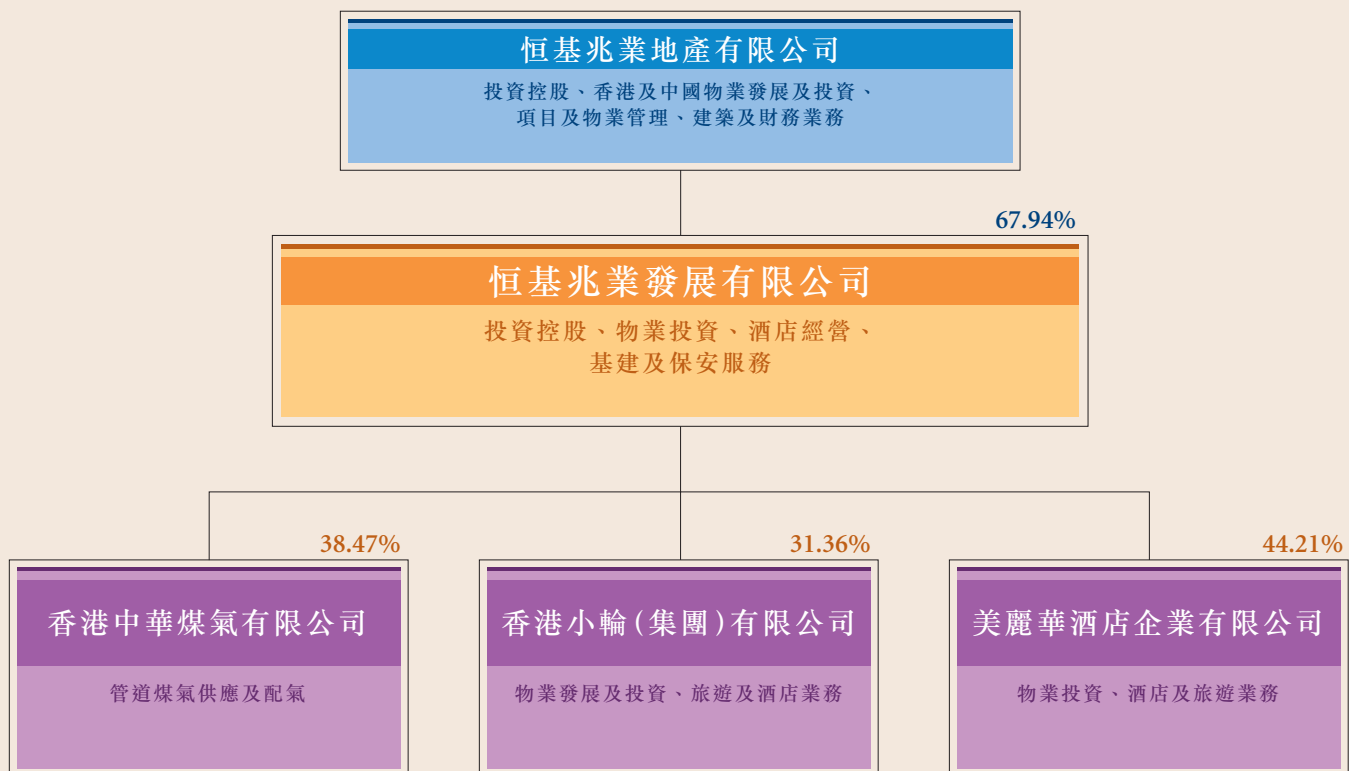 恒基兆業地產有限公司
投資控股、香港及中國物業發展及投資、
項目及物業管理、建築及財務業務
67.94%
恒基兆業發展有限公司
投資控股、物業投資、酒店經營、
基建及保安服務
38.47%
香港中華煤氣有限公司
管道煤氣供應及配氣
31.36%
香港小輪(集團)有限公司
物業發展及投資、旅遊及酒店業務
44.21%
美麗華酒店企業有限公司
物業投資、酒店及旅遊業務